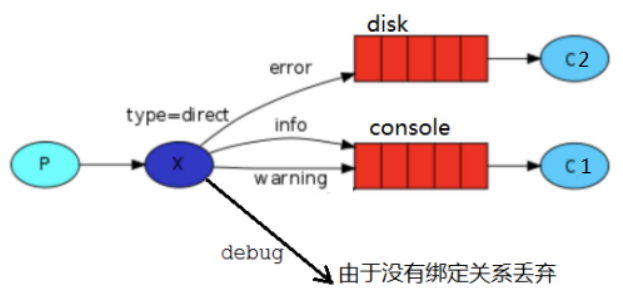 disk
error
C2
type=direct
info
console
P
X
warning
C1
debug
由于没有绑定关系丢弃